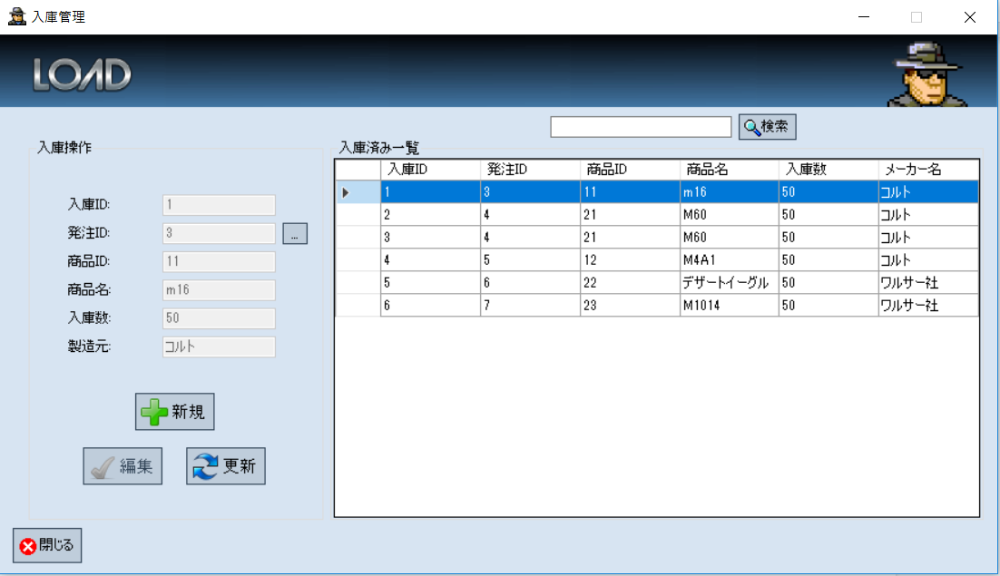 入庫管理
LOAD
検索
入庫操作
入庫ID: 1
発注ID: 3 ...
商品ID: 11
商品名: m16
入庫数: 50
製造元: コルト
新規
編集 更新
閉じる
入庫済み一覧
入庫ID 発注ID 商品ID 商品名 入庫数 メーカー名
1 3 11 m16 50 コルト
2 4 21 M60 50 コルト
3 4 21 M60 50 コルト
4 5 12 M4A1 50 コルト
5 6 22 デザートイーグル 50 ワルサー社
6 7 23 M1014 50 ワルサー社